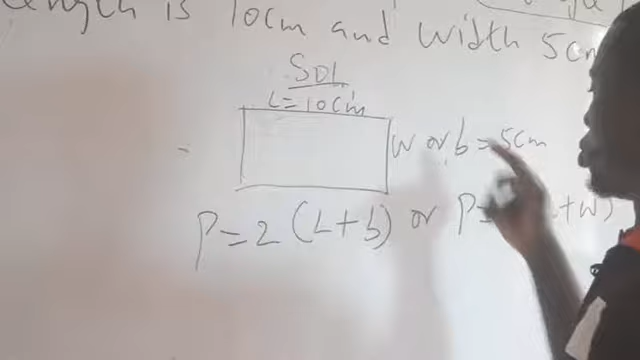 length is 10cm and width 5cm
SOL
L=10cm
W or b = 5cm
P=2(L+b) or P= +W)